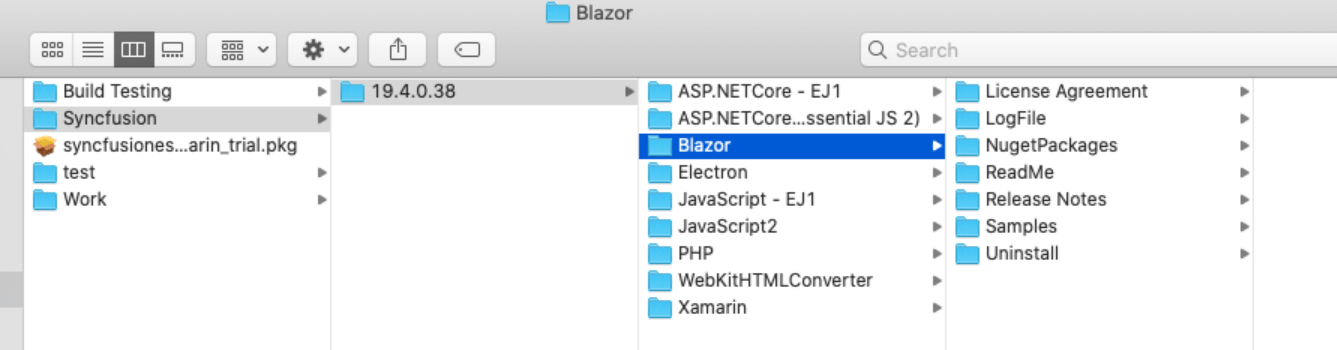 Blazor
Search
Build Testing
Syncfusion
syncfusiones...arin_trial.pkg
test
Work
19.4.0.38
ASP.NETCore - EJ1
ASP.NETCore...ssential JS 2)
Blazor
Electron
JavaScript - EJ1
JavaScript2
PHP
WebKitHTMLConverter
Xamarin
License Agreement
LogFile
NugetPackages
ReadMe
Release Notes
Samples
Uninstall